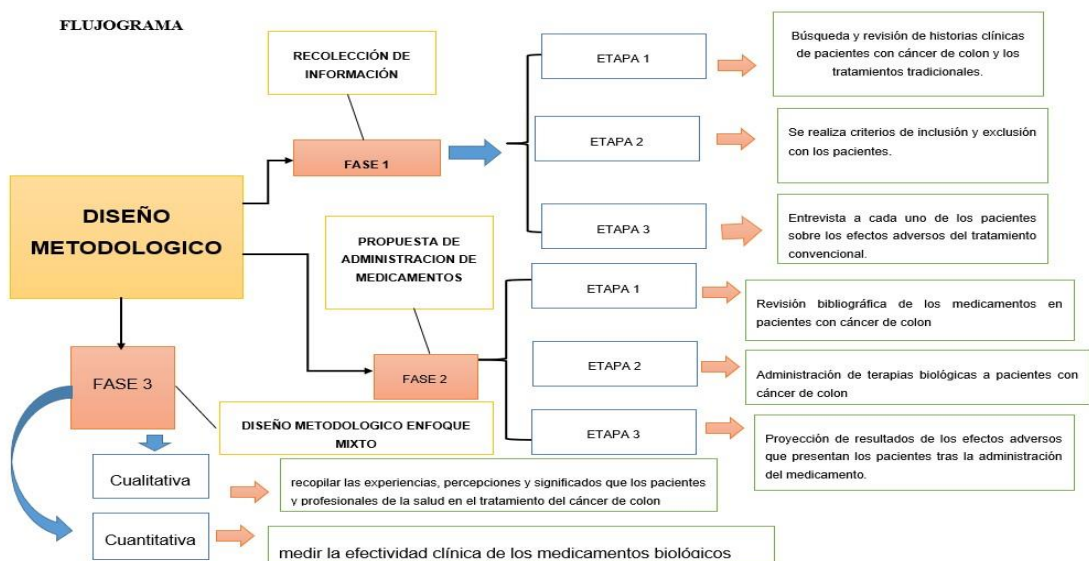 FLUJOGRAMA
RECOLECCIÓN DE
INFORMACIÓN
FASE 1
ETAPA 1
Búsqueda y revisión de historias clínicas
de pacientes con cáncer de colon y los
tratamientos tradicionales.
ETAPA 2
Se realiza criterios de inclusión y exclusión
con los pacientes.
ETAPA 3
Entrevista a cada uno de los pacientes
sobre los efectos adversos del tratamiento
convencional.
DISEÑO
METODOLOGICO
PROPUESTA DE
ADMINISTRACION DE
MEDICAMENTOS
FASE 2
ETAPA 1
Revisión bibliográfica de los medicamentos en
pacientes con cáncer de colon
ETAPA 2
Administración de terapias biológicas a pacientes con
cáncer de colon
ETAPA 3
Proyección de resultados de los efectos adversos
que presentan los pacientes tras la administración
del medicamento.
FASE 3
DISEÑO METODOLOGICO ENFOQUE
MIXTO
Cualitativa
recopilar las experiencias, percepciones y significados que los pacientes
y profesionales de la salud en el tratamiento del cáncer de colon
Cuantitativa
medir la efectividad clínica de los medicamentos biológicos